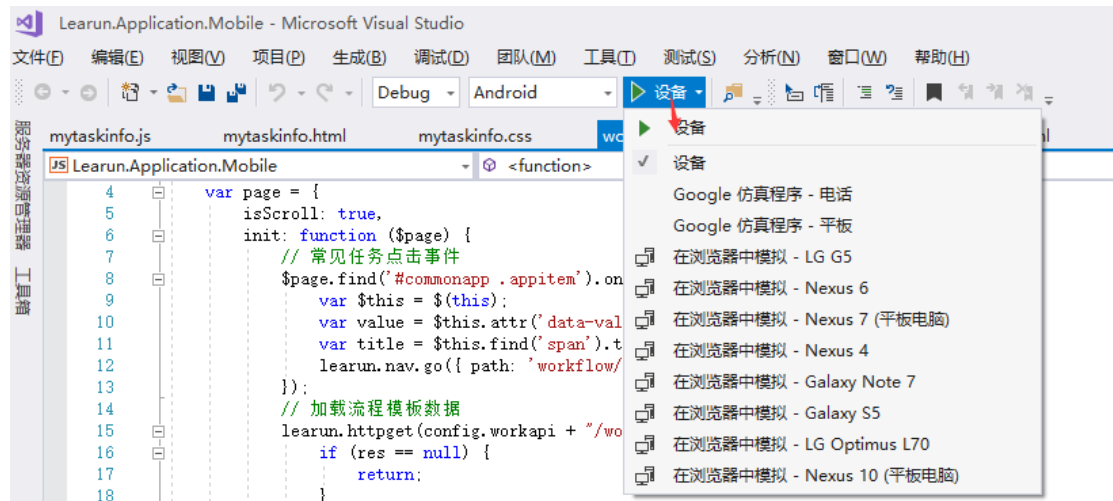 Learun.Application.Mobile - Microsoft Visual Studio
文件(F) 编辑(E) 视图(V) 项目(P) 生成(B) 调试(D) 团队(M) 工具(T) 测试(S) 分析(N) 窗口(W) 帮助(H)
Debug Android 设备
mytaskinfo.js mytaskinfo.html mytaskinfo.css
JS Learun.Application.Mobile <function>
服务器资源管理器
工具箱
4 var page = {
5 isScroll: true,
6 init: function ($page) {
7 // 常见任务点击事件
8 $page.find('#commonapp .appitem').on
9 var $this = $(this);
10 var value = $this.attr('data-val
11 var title = $this.find('span').t
12 learun.nav.go({ path: 'workflow/
13 });
14 // 加载流程模板数据
15 learun.httpget(config.workapi + "/wo
16 if (res == null) {
17 return;
18 }
设备
设备
Google 仿真程序 - 电话
Google 仿真程序 - 平板
在浏览器中模拟 - LG G5
在浏览器中模拟 - Nexus 6
在浏览器中模拟 - Nexus 7 (平板电脑)
在浏览器中模拟 - Nexus 4
在浏览器中模拟 - Galaxy Note 7
在浏览器中模拟 - Galaxy S5
在浏览器中模拟 - LG Optimus L70
在浏览器中模拟 - Nexus 10 (平板电脑)